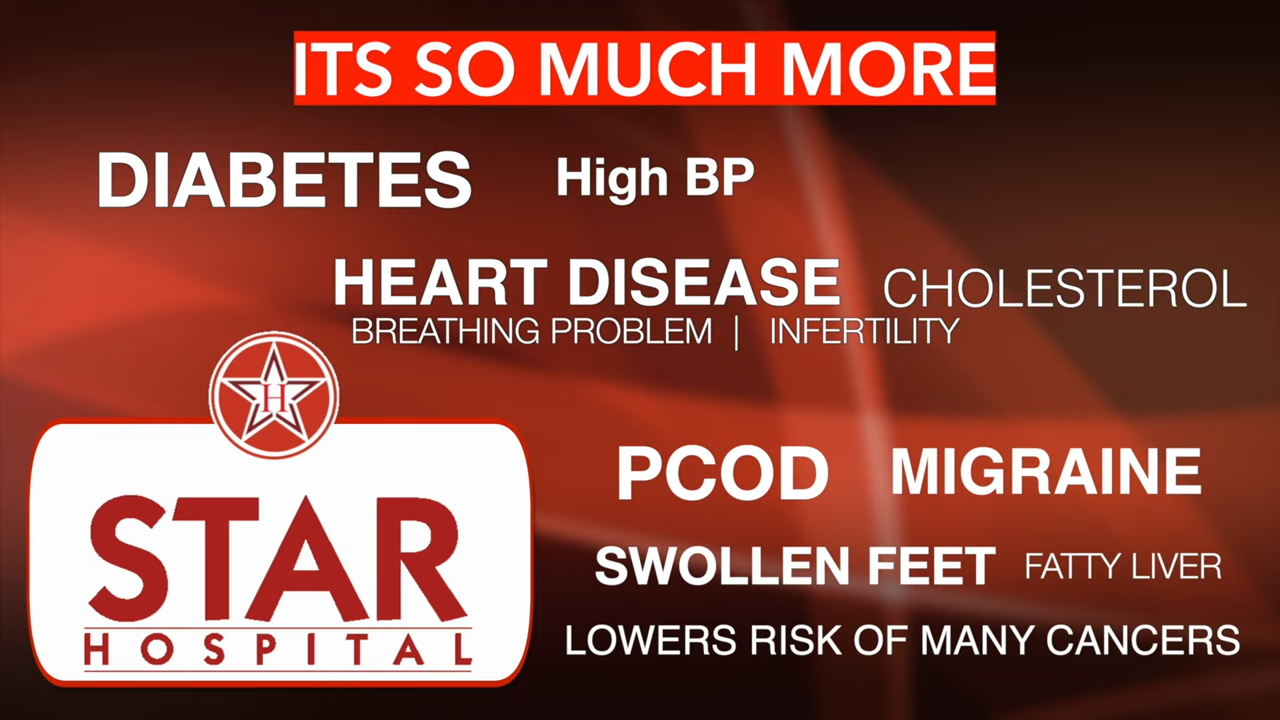 ITS SO MUCH MORE
DIABETES High BP
HEART DISEASE CHOLESTEROL
BREATHING PROBLEM | INFERTILITY
H
PCOD MIGRAINE
STAR
HOSPITAL
SWOLLEN FEET FATTY LIVER
LOWERS RISK OF MANY CANCERS